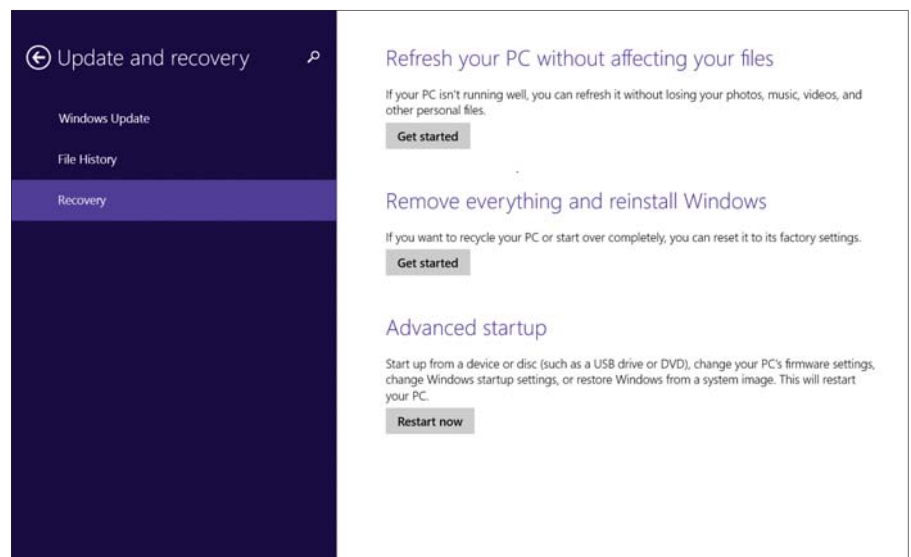 Update and recovery
Windows Update
File History
Recovery
Refresh your PC without affecting your files
If your PC isn't running well, you can refresh it without losing your photos, music, videos, and
other personal files.
Get started
Remove everything and reinstall Windows
If you want to recycle your PC or start over completely, you can reset it to its factory settings.
Get started
Advanced startup
Start up from a device or disc (such as a USB drive or DVD), change your PC's firmware settings,
change Windows startup settings, or restore Windows from a system image. This will restart
your PC.
Restart now